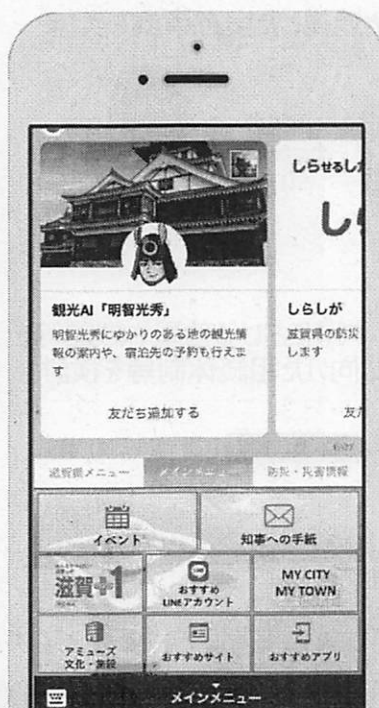 しらせるし
し
観光AI「明智光秀」
明智光秀にゆかりのある地の観光情
報の案内や、宿泊先の予約も行えま
す
友だち追加する
しらしが
滋賀県の防災
します
友
滋賀県メニュー
メインメニュー
防災・災害情報
イベント
知事への手紙
滋賀+1
おすすめ
LINEアカウント
MY CITY
MY TOWN
アミューズ
文化・施設
おすすめサイト
おすすめアプリ
メインメニュー